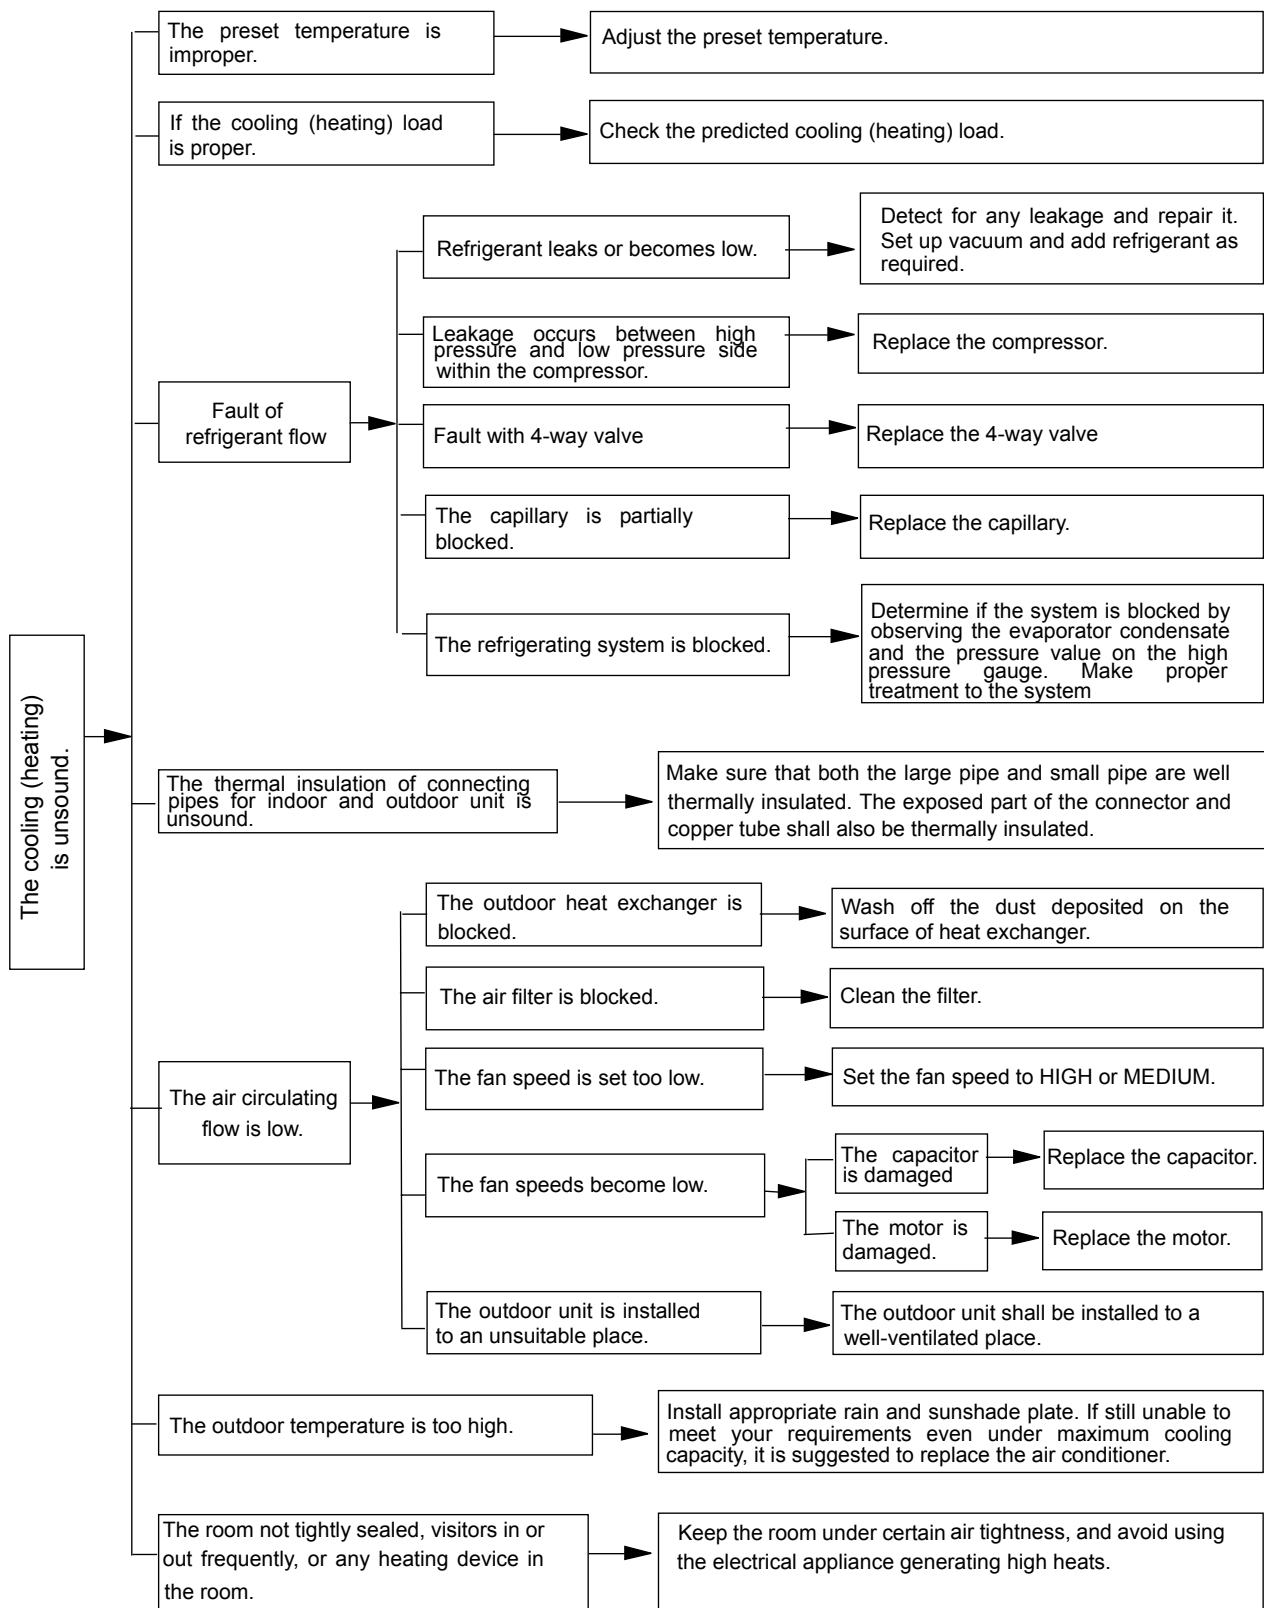 The preset temperature is
improper.
Adjust the preset temperature.
If the cooling (heating) load
is proper.
Check the predicted cooling (heating) load.
Refrigerant leaks or becomes low.
Detect for any leakage and repair it.
Set up vacuum and add refrigerant as
required.
Leakage occurs between high
pressure and low pressure side
within the compressor.
Replace the compressor.
Fault of
refrigerant flow
Fault with 4-way valve
Replace the 4-way valve
The capillary is partially
blocked.
Replace the capillary.
The refrigerating system is blocked.
Determine if the system is blocked by
observing the evaporator condensate
and the pressure value on the high
pressure gauge. Make proper
treatment to the system
The cooling (heating)
is unsound.
The thermal insulation of connecting
pipes for indoor and outdoor unit is
unsound.
Make sure that both the large pipe and small pipe are well
thermally insulated. The exposed part of the connector and
copper tube shall also be thermally insulated.
The outdoor heat exchanger is
blocked.
Wash off the dust deposited on the
surface of heat exchanger.
The air filter is blocked.
Clean the filter.
The fan speed is set too low.
Set the fan speed to HIGH or MEDIUM.
The air circulating
flow is low.
The fan speeds become low.
The capacitor
is damaged
Replace the capacitor.
The motor is
damaged.
Replace the motor.
The outdoor unit is installed
to an unsuitable place.
The outdoor unit shall be installed to a
well-ventilated place.
The outdoor temperature is too high.
Install appropriate rain and sunshade plate. If still unable to
meet your requirements even under maximum cooling
capacity, it is suggested to replace the air conditioner.
The room not tightly sealed, visitors in or
out frequently, or any heating device in
the room.
Keep the room under certain air tightness, and avoid using
the electrical appliance generating high heats.